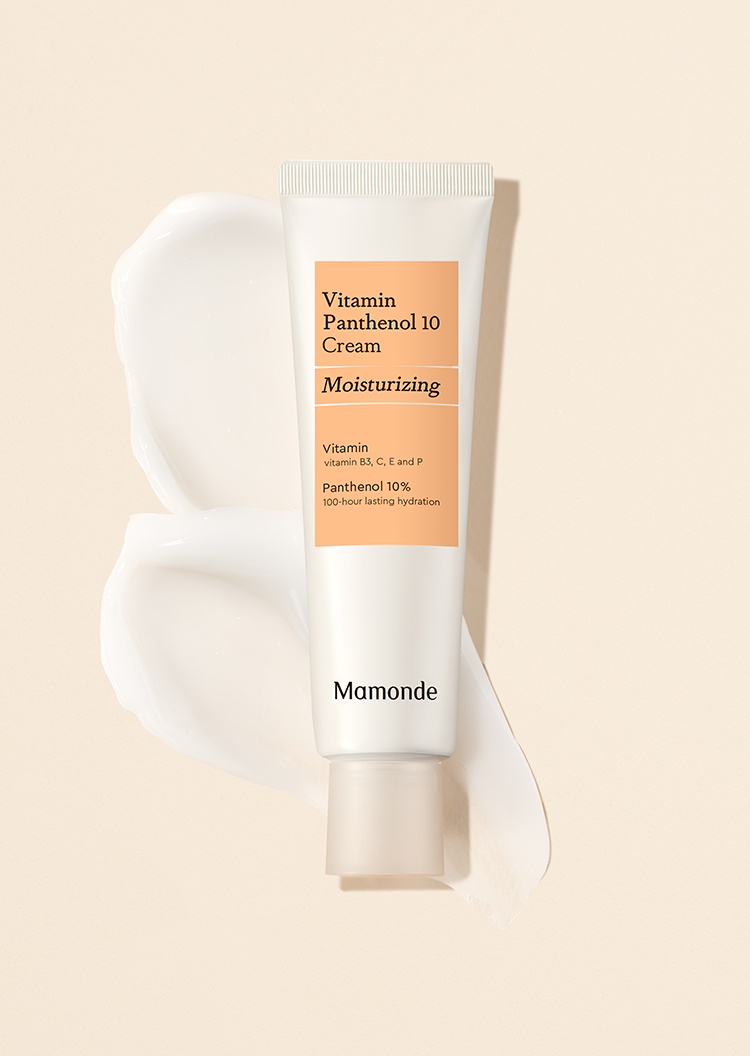 Vitamin
Panthenol 10
Cream
Moisturizing
Vitamin
vitamin B3, C, E and P
Panthenol 10%
100-hour lasting hydration
Mamonde